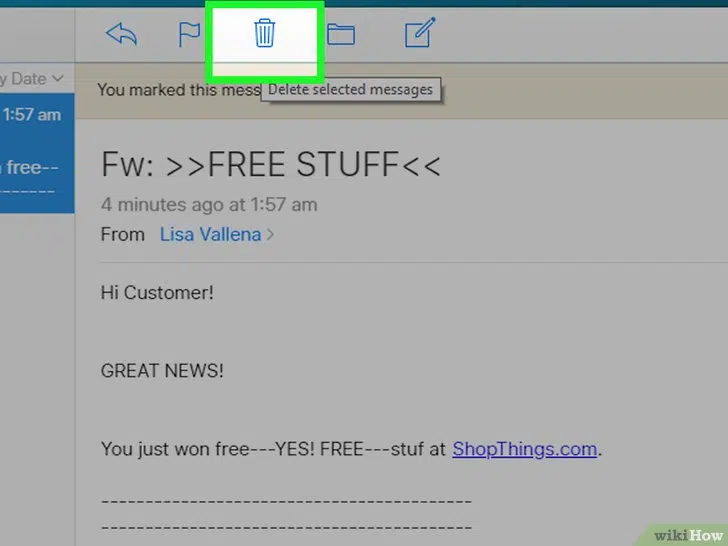 y Date
1:57 am
You marked this mess
Delete selected messages
free--
-------
Fw: >>FREE STUFF<<
4 minutes ago at 1:57 am
From Lisa Vallena >
Hi Customer!
GREAT NEWS!
You just won free---YES! FREE---stuf at ShopThings.com.
------------------------------------------
------------------------------------------
wikiHow